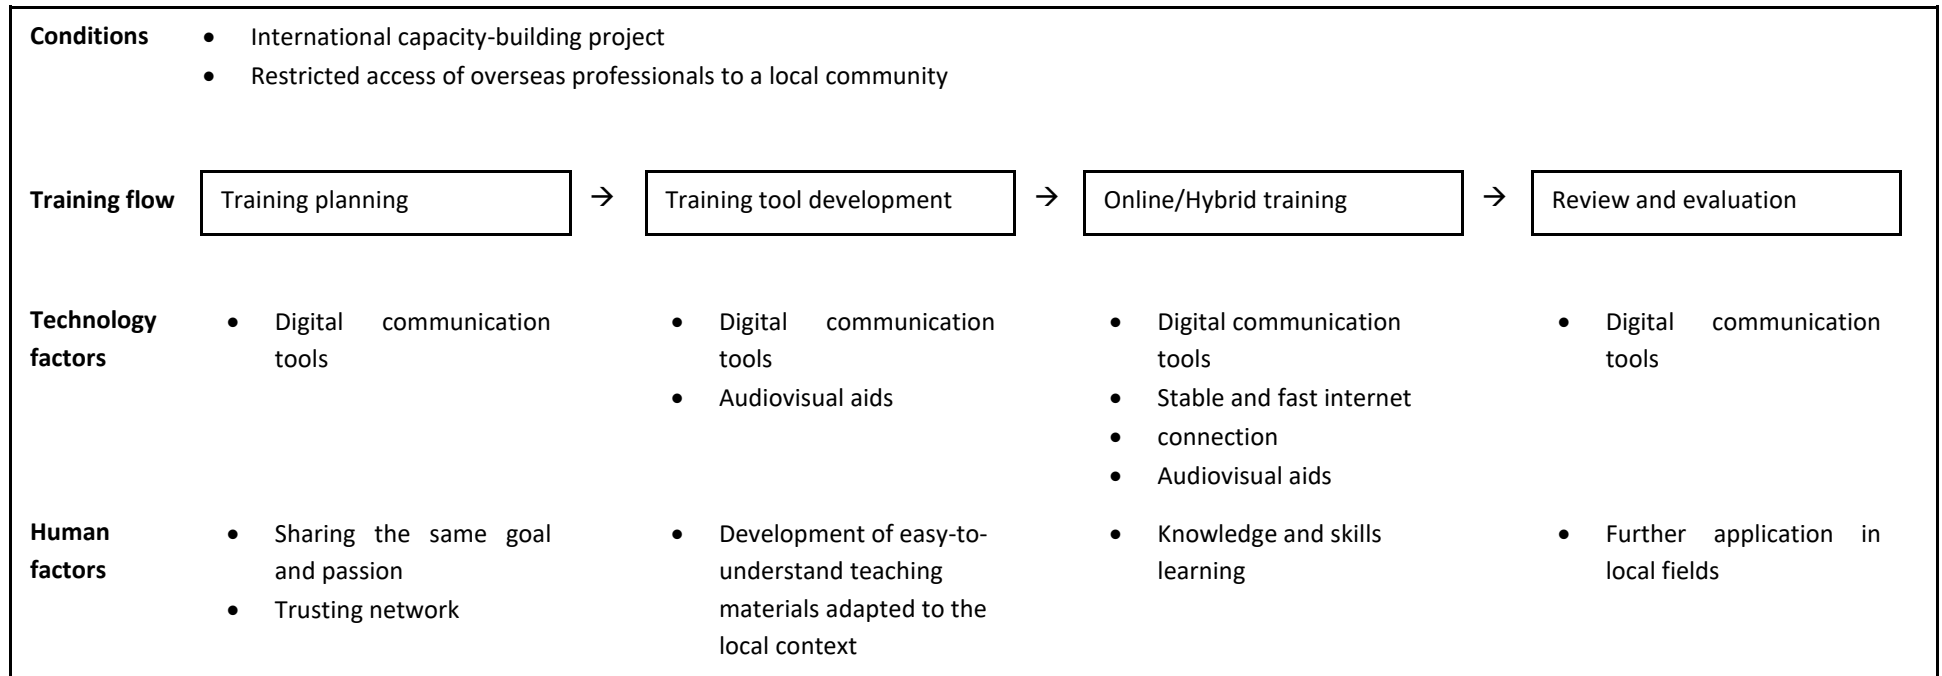 Conditions
• International capacity-building project
• Restricted access of overseas professionals to a local community
Training flow
Training planning → Training tool development → Online/Hybrid training → Review and evaluation
Technology
factors
• Digital communication
tools
• Digital communication
tools
• Audiovisual aids
• Digital communication
tools
• Stable and fast internet
• connection
• Audiovisual aids
• Digital communication
tools
Human
factors
• Sharing the same goal
and passion
• Trusting network
• Development of easy-to-
understand teaching
materials adapted to the
local context
• Knowledge and skills
learning
• Further application in
local fields